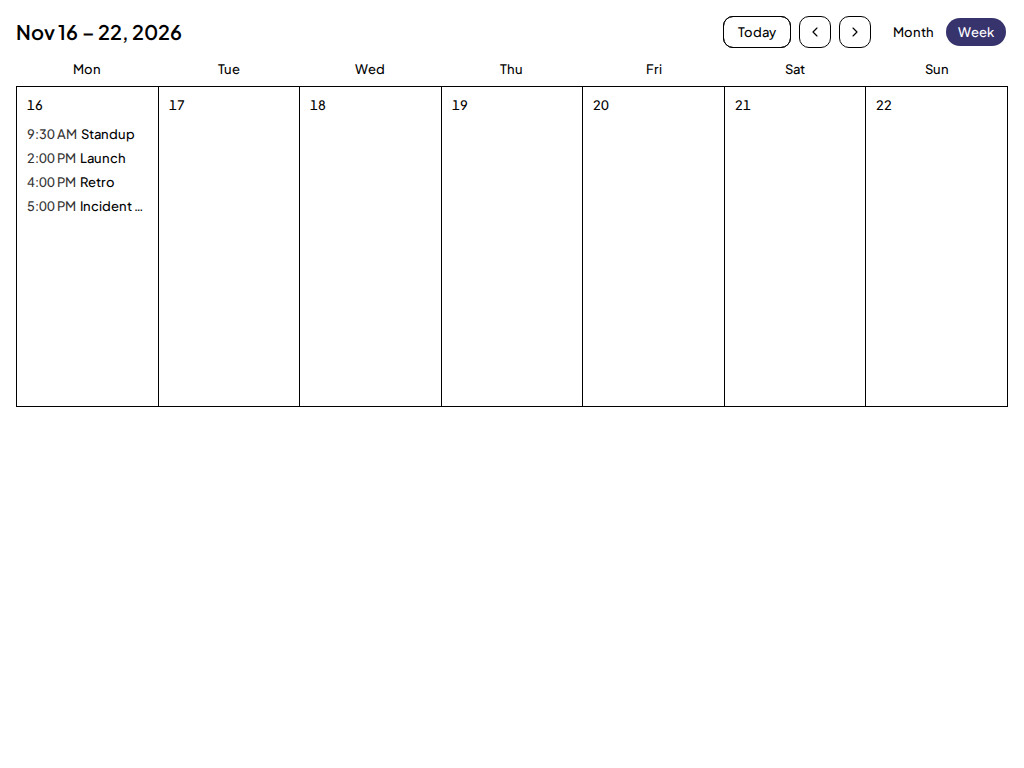 Nov 16 – 22, 2026
Today
Month
Week
Mon Tue Wed Thu Fri Sat Sun
16 17 18 19 20 21 22
9:30 AM Standup
2:00 PM Launch
4:00 PM Retro
5:00 PM Incident …